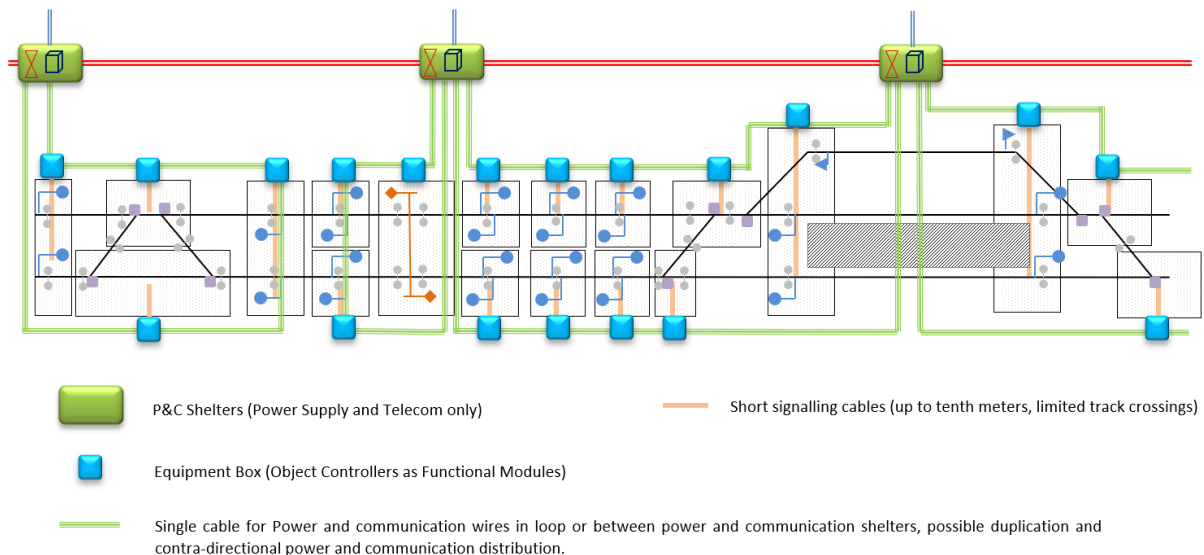 P&C Shelters (Power Supply and Telecom only)
Short signalling cables (up to tenth meters, limited track crossings)
Equipment Box (Object Controllers as Functional Modules)
Single cable for Power and communication wires in loop or between power and communication shelters, possible duplication and
contra-directional power and communication distribution.